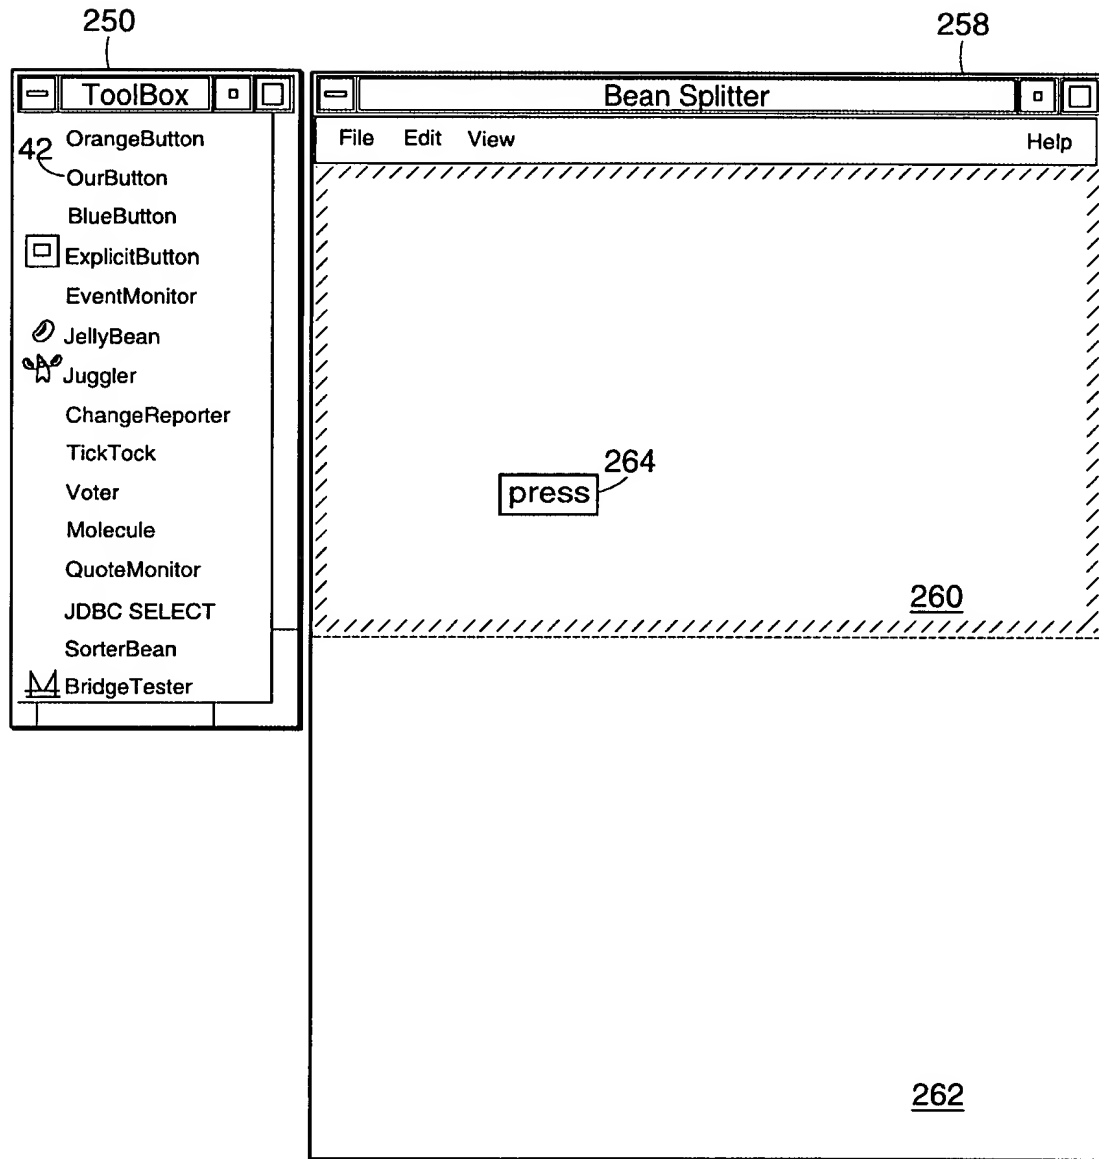 250
258
ToolBox
OrangeButton
42
OurButton
BlueButton
ExplicitButton
EventMonitor
JellyBean
Juggler
ChangeReporter
TickTock
Voter
Molecule
QuoteMonitor
JDBC SELECT
SorterBean
BridgeTester
Bean Splitter
File Edit View Help
264
press
260
262